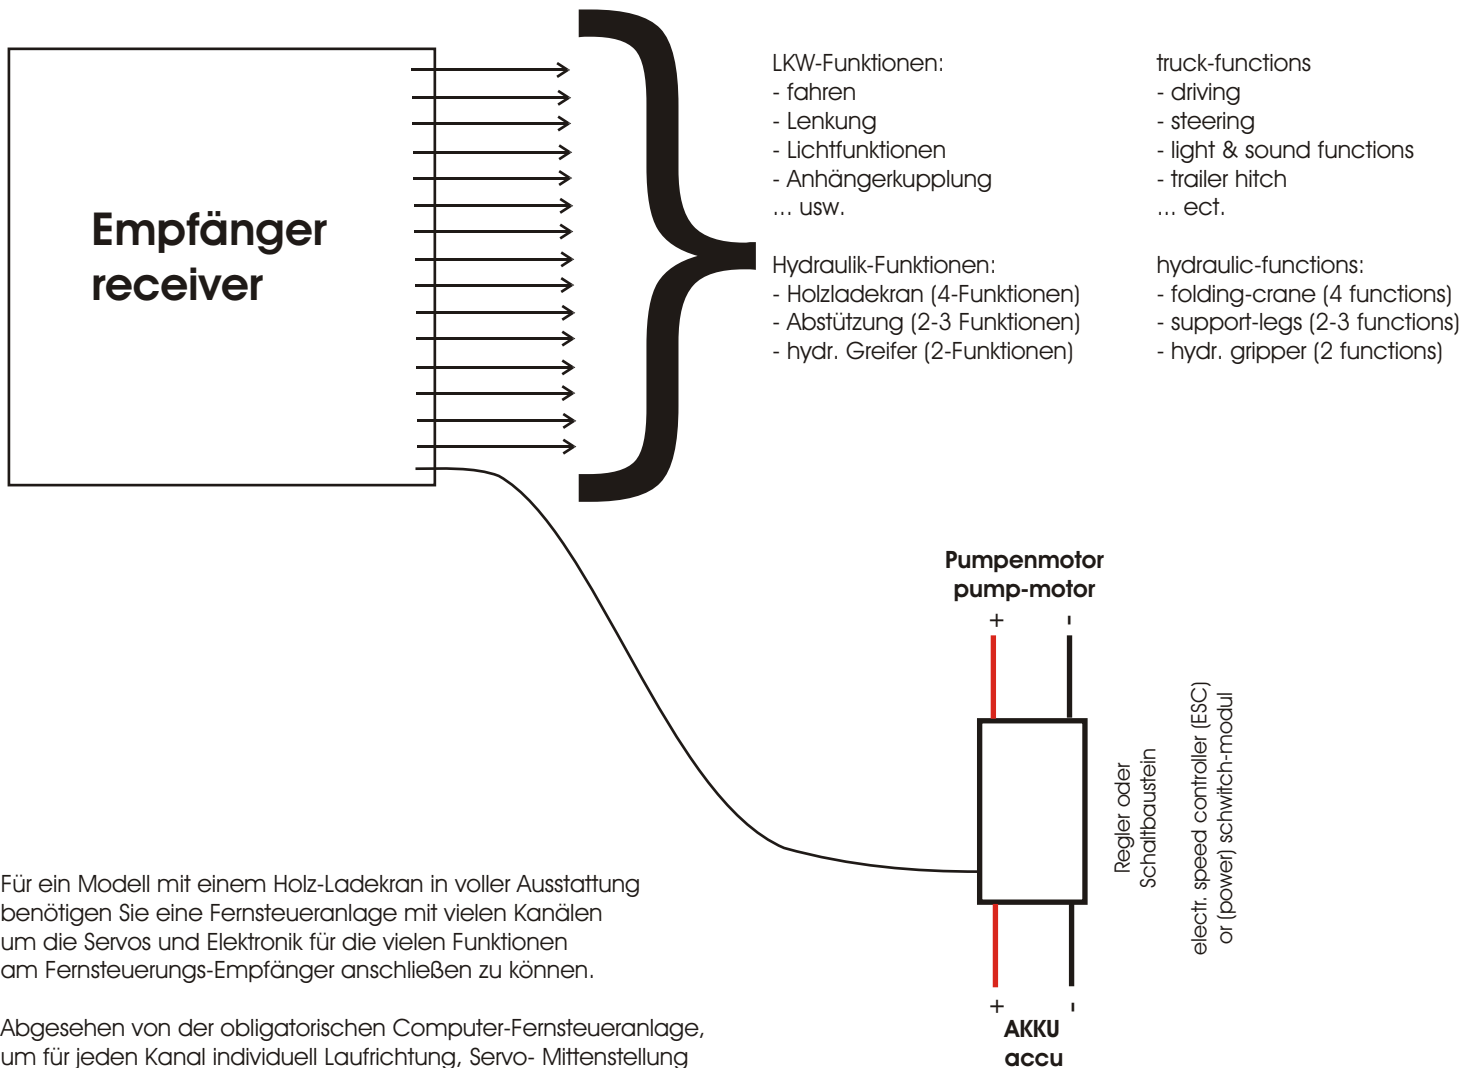 Empfänger
receiver
LKW-Funktionen:
- fahren
- Lenkung
- Lichtfunktionen
- Anhängerkupplung
... usw.
Hydraulik-Funktionen:
- Holzladekran (4-Funktionen)
- Abstützung (2-3 Funktionen)
- hydr. Greifer (2-Funktionen)
truck-functions
- driving
- steering
- light & sound functions
- trailer hitch
... ect.
hydraulic-functions:
- folding-crane (4 functions)
- support-legs (2-3 functions)
- hydr. gripper (2 functions)
Pumpenmotor
pump-motor
+ -
Regler oder
Schaltbaustein
electr. speed controller (ESC)
or (power) schwitch-modul
+ -
AKKU
accu
Für ein Modell mit einem Holz-Ladekran in voller Ausstattung
benötigen Sie eine Fernsteueranlage mit vielen Kanälen
um die Servos und Elektronik für die vielen Funktionen
am Fernsteuerungs-Empfänger anschließen zu können.
Abgesehen von der obligatorischen Computer-Fernsteueranlage,
um für jeden Kanal individuell Laufrichtung, Servo- Mittenstellung